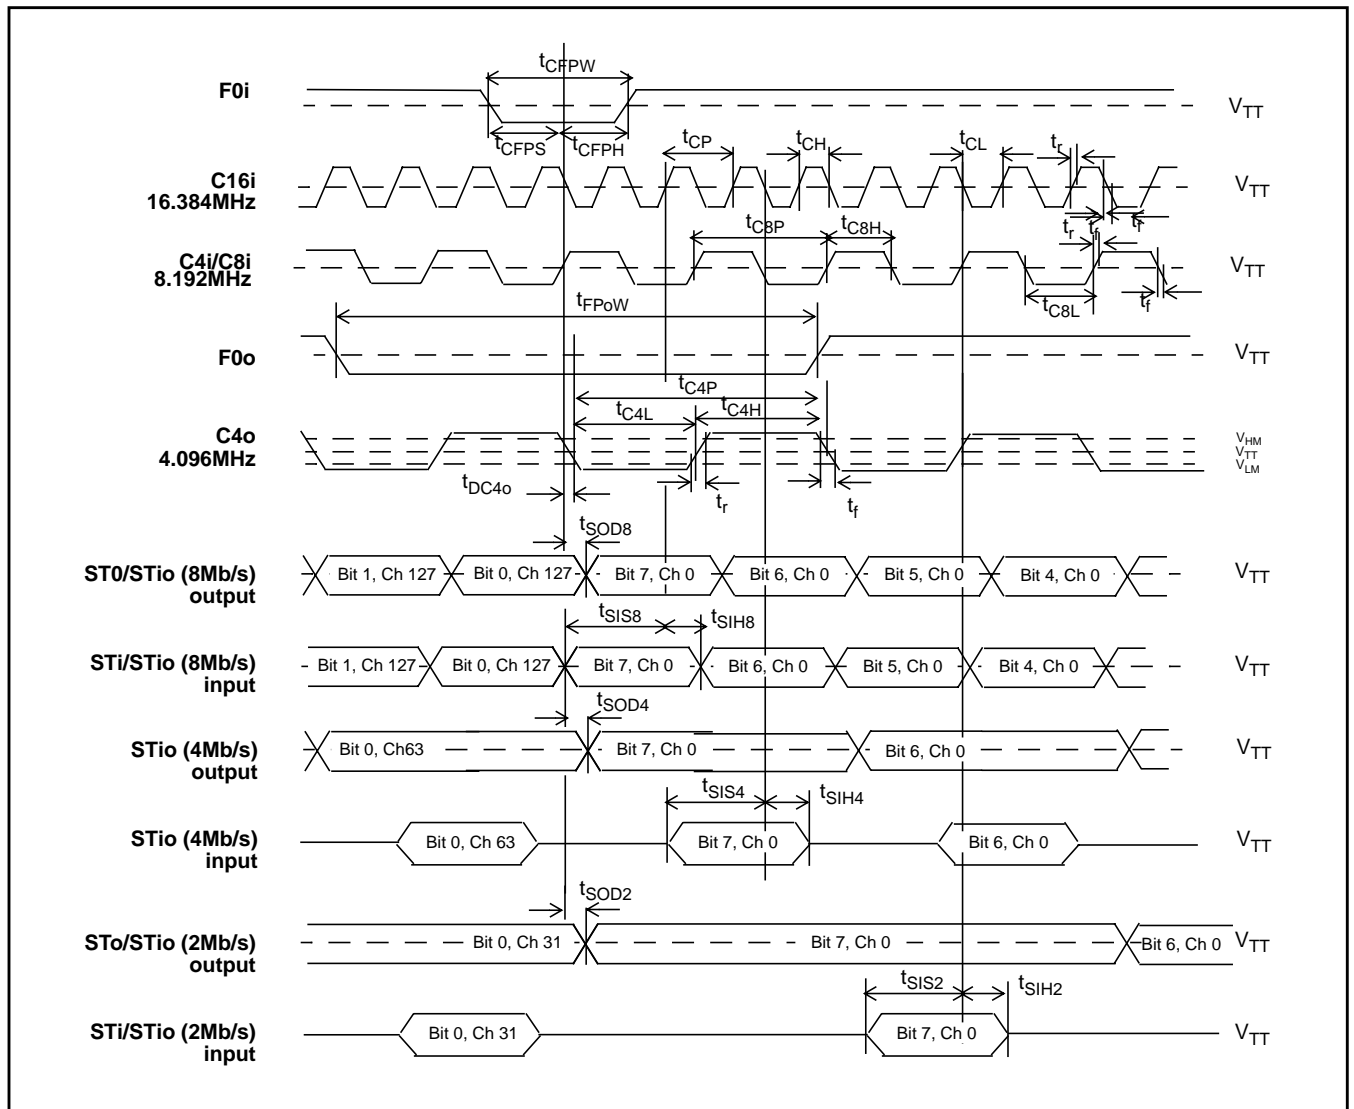 tCFPW
F0i
VTT
tCFPS
tCFPH
tCP
tCH
tCL
tr
C16i
16.384MHz
VTT
tf
tf
tC8P
tC8H
tr
C4i/C8i
8.192MHz
VTT
tC8L
tf
tFPoW
F0o
VTT
tC4P
tC4L
tC4H
C4o
4.096MHz
VHM
VTT
VLM
tDC4o
tr
tf
tSOD8
ST0/STio (8Mb/s)
output
Bit 1, Ch 127
Bit 0, Ch 127
Bit 7, Ch 0
Bit 6, Ch 0
Bit 5, Ch 0
Bit 4, Ch 0
VTT
tSIS8
tSIH8
STi/STio (8Mb/s)
input
Bit 1, Ch 127
Bit 0, Ch 127
Bit 7, Ch 0
Bit 6, Ch 0
Bit 5, Ch 0
Bit 4, Ch 0
VTT
tSOD4
STio (4Mb/s)
output
Bit 0, Ch63
Bit 7, Ch 0
Bit 6, Ch 0
VTT
tSIS4
tSIH4
STio (4Mb/s)
input
Bit 0, Ch 63
Bit 7, Ch 0
Bit 6, Ch 0
VTT
tSOD2
STo/STio (2Mb/s)
output
Bit 0, Ch 31
Bit 7, Ch 0
Bit 6, Ch 0
VTT
tSIS2
tSIH2
STi/STio (2Mb/s)
input
Bit 0, Ch 31
Bit 7, Ch 0
VTT